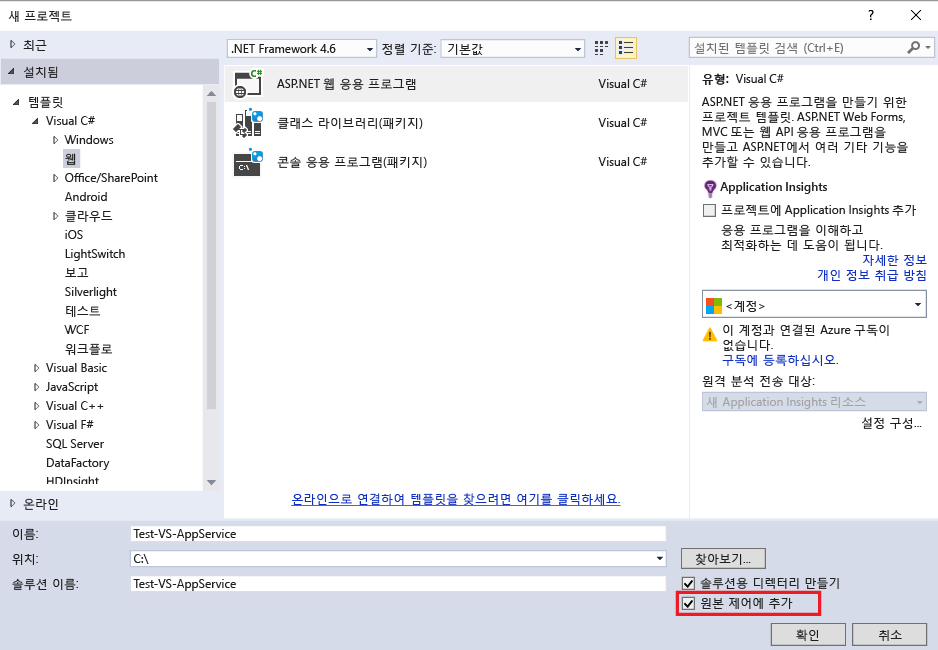 새 프로젝트
?
최근
설치됨
템플릿
Visual C#
Windows
웹
Office/SharePoint
Android
클라우드
iOS
LightSwitch
보고
Silverlight
테스트
WCF
워크플로
Visual Basic
JavaScript
Visual C++
Visual F#
SQL Server
DataFactory
HDInsight
온라인
.NET Framework 4.6
정렬 기준:
기본값
ASP.NET 웹 응용 프로그램
Visual C#
클래스 라이브러리(패키지)
Visual C#
콘솔 응용 프로그램(패키지)
Visual C#
온라인으로 연결하여 템플릿을 찾으려면 여기를 클릭하세요.
설치된 템플릿 검색 (Ctrl+E)
유형: Visual C#
ASP.NET 응용 프로그램을 만들기 위한
프로젝트 템플릿. ASP.NET Web Forms,
MVC 또는 웹 API 응용 프로그램을
만들고 ASP.NET에서 여러 기타 기능을
추가할 수 있습니다.
Application Insights
프로젝트에 Application Insights 추가
응용 프로그램을 이해하고
최적화하는 데 도움이 됩니다.
자세한 정보
개인 정보 취급 방침
<계정>
이 계정과 연결된 Azure 구독이
없습니다.
구독에 등록하십시오.
원격 분석 전송 대상:
새 Application Insights 리소스
설정 구성...
이름:
Test-VS-AppService
위치:
C:\
찾아보기...
솔루션 이름:
Test-VS-AppService
솔루션용 디렉터리 만들기
원본 제어에 추가
확인
취소